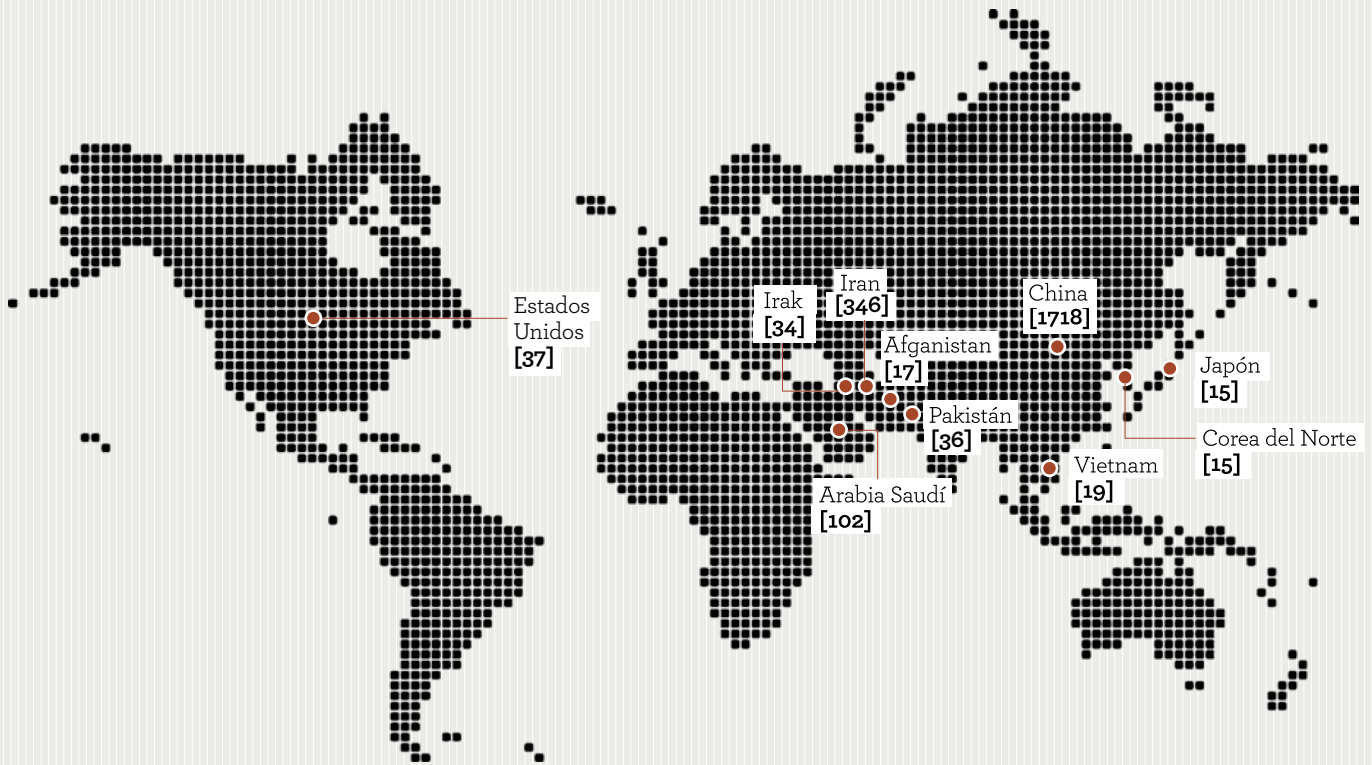 Estados
Unidos
[37]
Irak
[34]
Iran
[346]
Afganistan
[17]
Pakistán
[36]
Arabia Saudí
[102]
China
[1718]
Japón
[15]
Corea del Norte
[15]
Vietnam
[19]